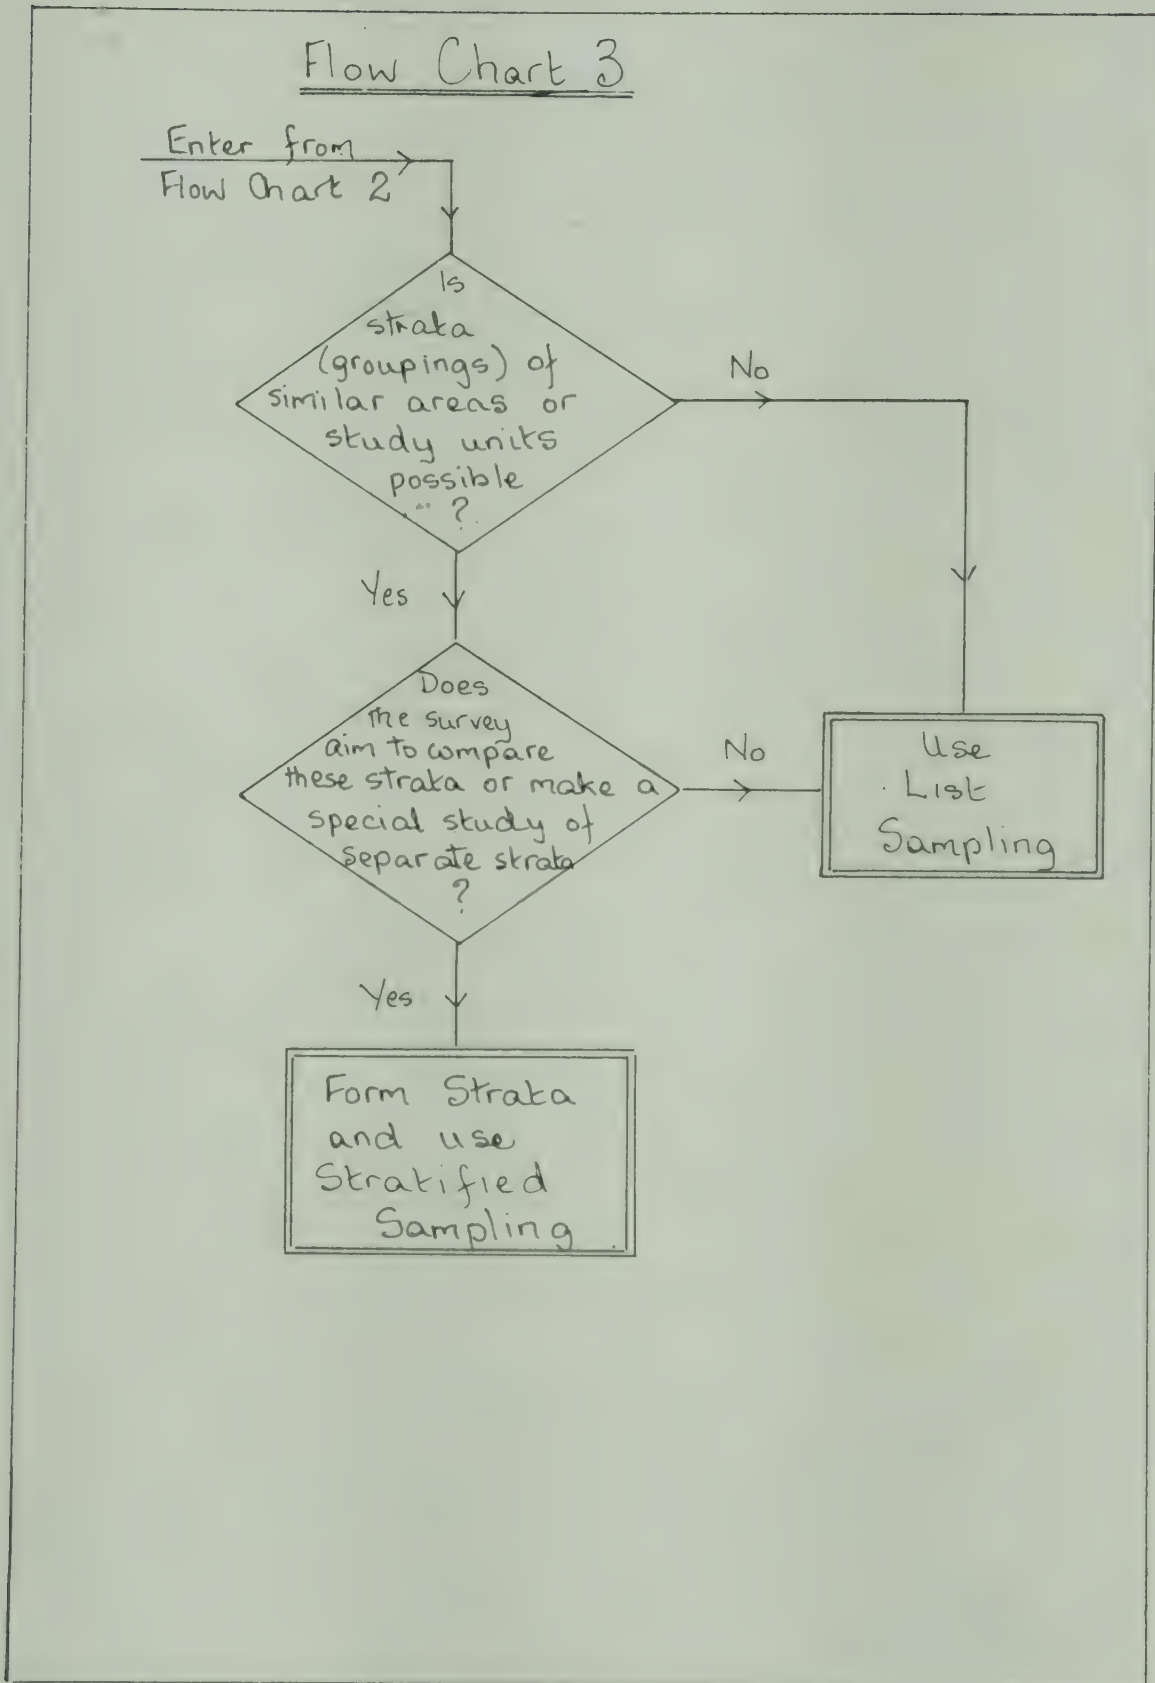 Flow Chart 3
Enter from
Flow Chart 2
Is
strata
(groupings) of
similar areas or
study units
possible
?
No
Yes
Does
the survey
aim to compare
these strata or make a
special study of
separate strata
?
No
Use
List
Sampling
Yes
Form Strata
and use
Stratified
Sampling